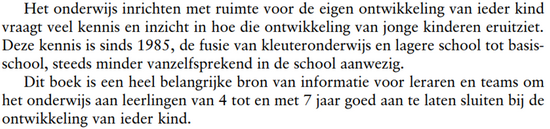 Het onderwijs inrichten met ruimte voor de eigen ontwikkeling van ieder kind
vraagt veel kennis en inzicht in hoe die ontwikkeling van jonge kinderen eruitziet.
Deze kennis is sinds 1985, de fusie van kleuteronderwijs en lagere school tot basis-
school, steeds minder vanzelfsprekend in de school aanwezig.
Dit boek is een heel belangrijke bron van informatie voor leraren en teams om
het onderwijs aan leerlingen van 4 tot en met 7 jaar goed aan te laten sluiten bij de
ontwikkeling van ieder kind.